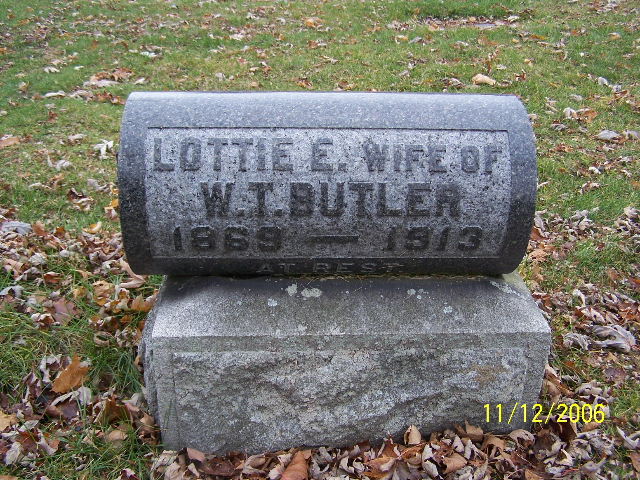 LOTTIE E. WIFE OF
W.T. BUTLER
1869 — 1913
AT REST
11/12/2006